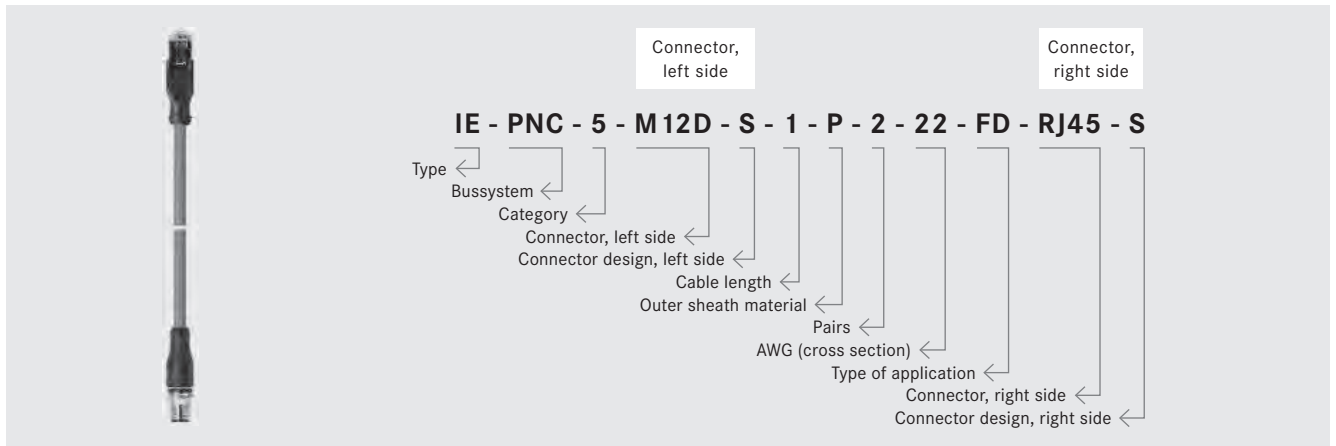 Connector,
left side
Connector,
right side
IE - PNC - 5 - M12D - S - 1 - P - 2 - 22 - FD - RJ45 - S
Type
Bussystem
Category
Connector, left side
Connector design, left side
Cable length
Outer sheath material
Pairs
AWG (cross section)
Type of application
Connector, right side
Connector design, right side